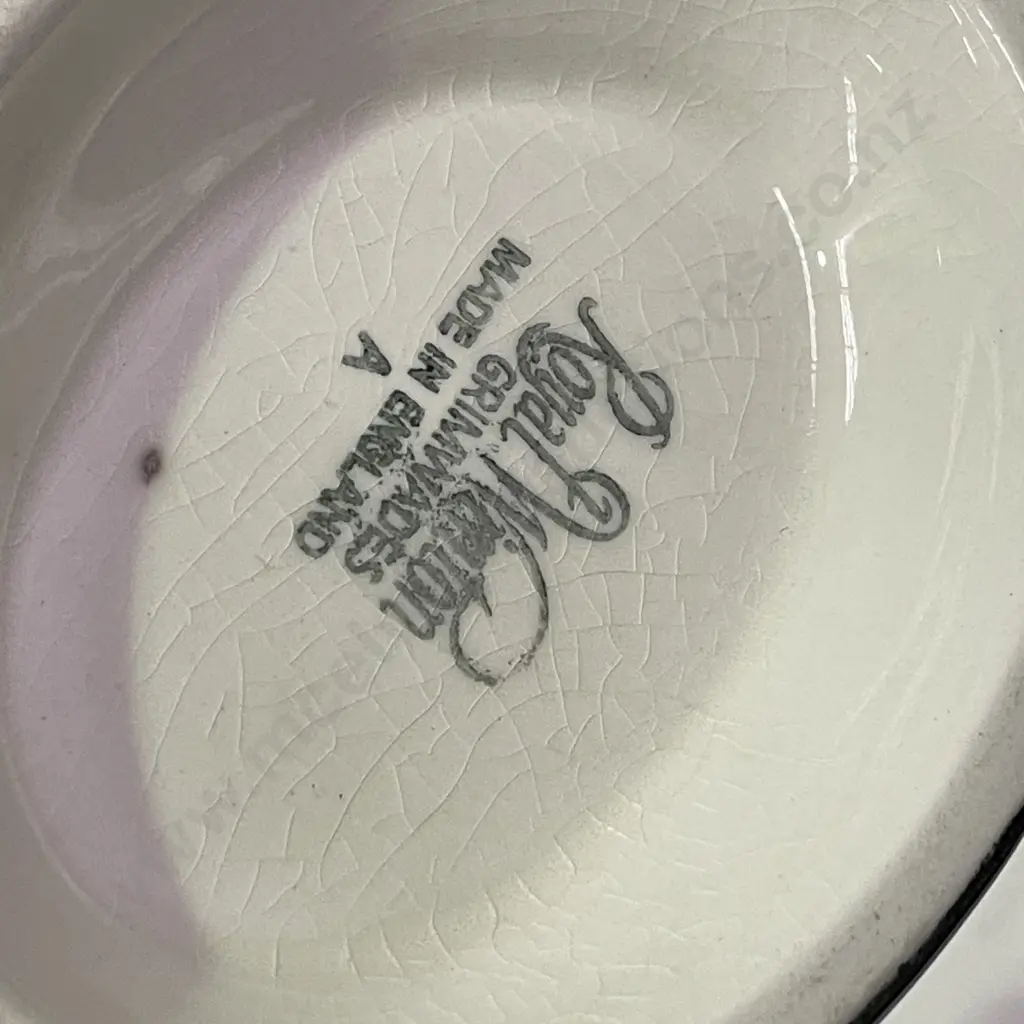 Royal Winton
GRIMWADES
MADE IN ENGLAND
A